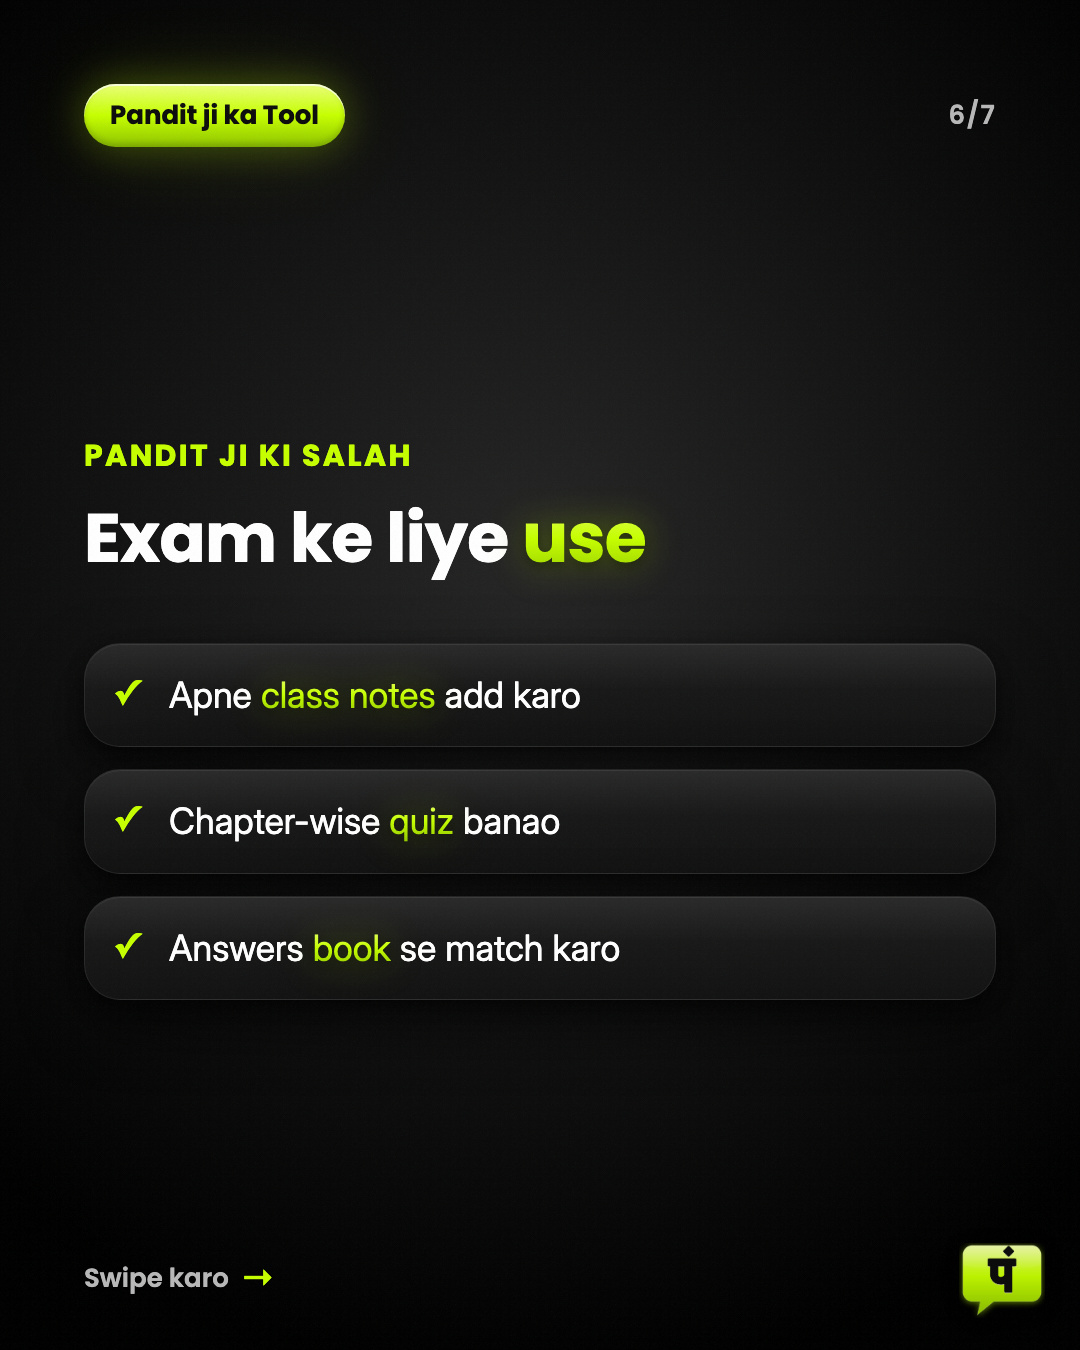 Pandit ji ka Tool
6/7
PANDIT JI KI SALAH
Exam ke liye use
✓ Apne class notes add karo
✓ Chapter-wise quiz banao
✓ Answers book se match karo
Swipe karo →
पं